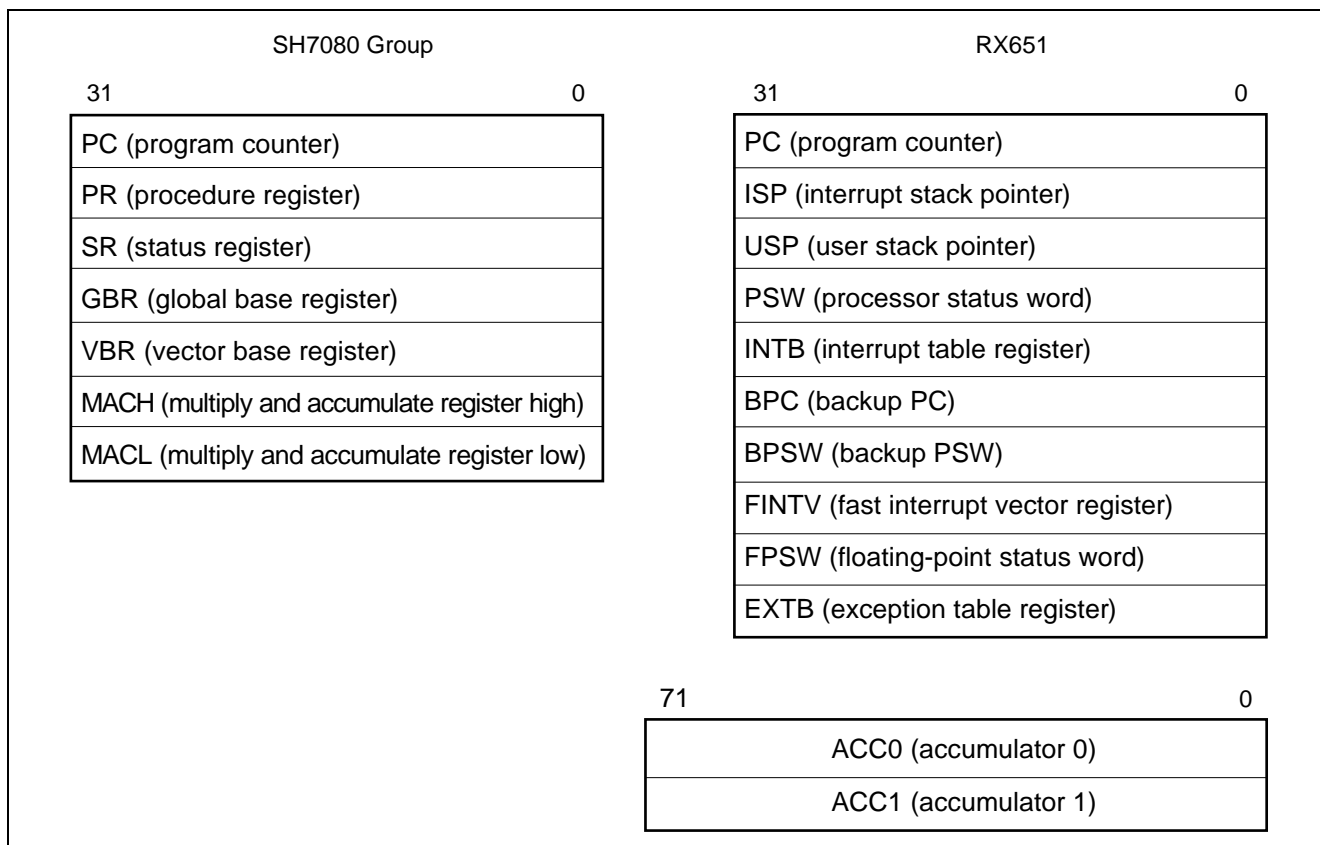 SH7080 Group
31 0
PC (program counter)
PR (procedure register)
SR (status register)
GBR (global base register)
VBR (vector base register)
MACH (multiply and accumulate register high)
MACL (multiply and accumulate register low)
RX651
31 0
PC (program counter)
ISP (interrupt stack pointer)
USP (user stack pointer)
PSW (processor status word)
INTB (interrupt table register)
BPC (backup PC)
BPSW (backup PSW)
FINTV (fast interrupt vector register)
FPSW (floating-point status word)
EXTB (exception table register)
71 0
ACC0 (accumulator 0)
ACC1 (accumulator 1)